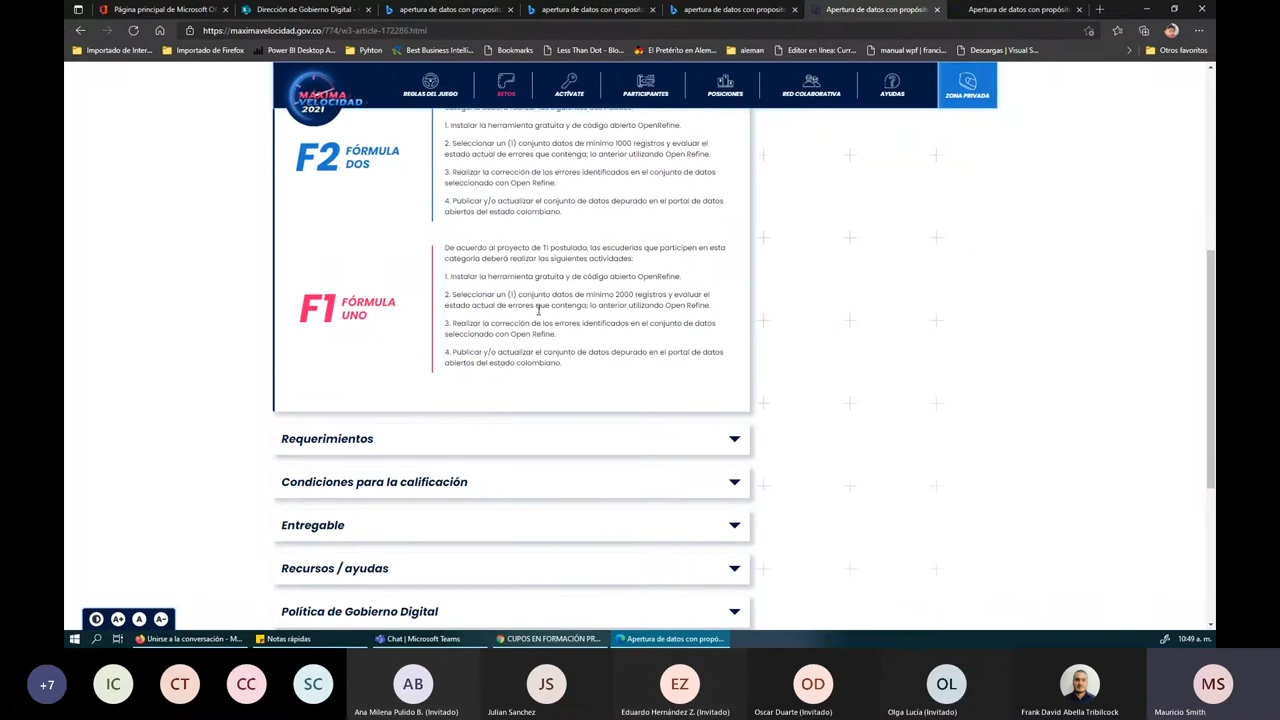 Página principal de Microsoft Of
Dirección de Gobierno Digital -
apertura de datos con proposito
apertura de datos con proposito
apertura de datos con proposito
Apertura de datos con propósito
Apertura de datos con propósito
https://www.maximavelocidad.gov.co/774/w3-article-172286.html
Importado de Inter...
Importado de Firefox
Power BI Desktop A...
Pyhton
Best Business Intelli...
Bookmarks
Less Than Dot - Blo...
El Pretérito en Alem...
aleman
Editor en línea: Curr...
manual wpf | franci...
Descargas | Visual S...
Otros favoritos
MÁXIMA
VELOCIDAD
2021
REGLAS DEL JUEGO
RETOS
ACTÍVATE
PARTICIPANTES
POSICIONES
RED COLABORATIVA
AYUDAS
ZONA PRIVADA
F2 FÓRMULA
DOS
1. Instalar la herramienta gratuita y de código abierto OpenRefine.
2. Seleccionar un (1) conjunto datos de mínimo 1000 registros y evaluar el
estado actual de errores que contenga; lo anterior utilizando Open Refine.
3. Realizar la corrección de los errores identificados en el conjunto de datos
seleccionado con Open Refine.
4. Publicar y/o actualizar el conjunto de datos depurado en el portal de datos
abiertos del estado colombiano.
F1 FÓRMULA
UNO
De acuerdo al proyecto de TI postulado, las escuderías que participen en esta
categoría deberá realizar las siguientes actividades:
1. Instalar la herramienta gratuita y de código abierto OpenRefine.
2. Seleccionar un (1) conjunto datos de mínimo 2000 registros y evaluar el
estado actual de errores que contenga; lo anterior utilizando Open Refine.
3. Realizar la corrección de los errores identificados en el conjunto de datos
seleccionado con Open Refine.
4. Publicar y/o actualizar el conjunto de datos depurado en el portal de datos
abiertos del estado colombiano.
Requerimientos
Condiciones para la calificación
Entregable
Recursos / ayudas
Política de Gobierno Digital
A+ A A-
Unirse a la conversación - M...
Notas rápidas
Chat | Microsoft Teams
CUPOS EN FORMACIÓN PR...
Apertura de datos con propó...
10:49 a. m.
+7
IC
CT
CC
SC
AB
JS
EZ
OD
OL
MS
Ana Milena Pulido B. (Invitado)
Julian Sanchez
Eduardo Hernández Z. (Invitado)
Oscar Duarte (Invitado)
Olga Lucía (Invitado)
Frank David Abella Tribilcock
Mauricio Smith